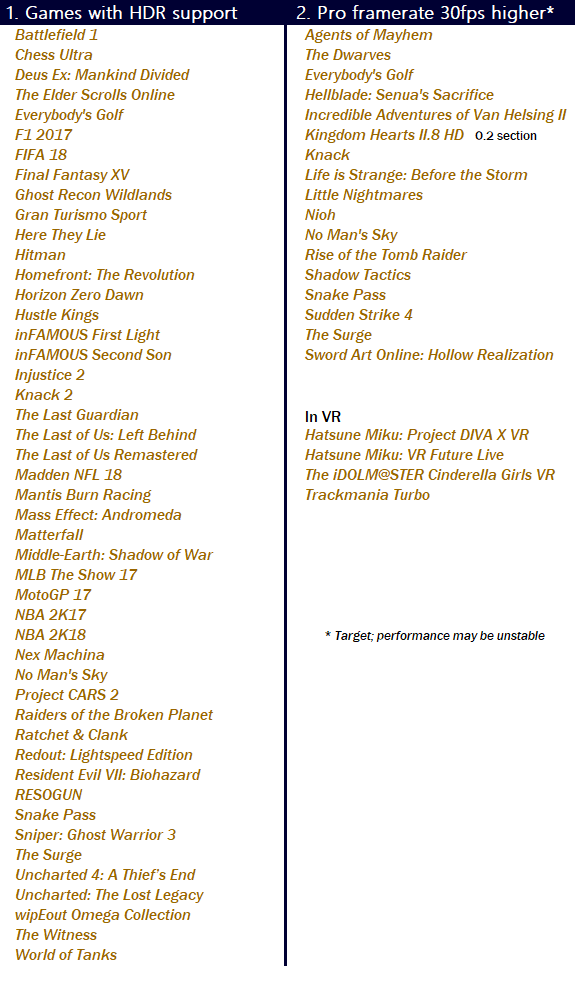 1. Games with HDR support
Battlefield 1
Chess Ultra
Deus Ex: Mankind Divided
The Elder Scrolls Online
Everybody's Golf
F1 2017
FIFA 18
Final Fantasy XV
Ghost Recon Wildlands
Gran Turismo Sport
Here They Lie
Hitman
Homefront: The Revolution
Horizon Zero Dawn
Hustle Kings
inFAMOUS First Light
inFAMOUS Second Son
Injustice 2
Knack 2
The Last Guardian
The Last of Us: Left Behind
The Last of Us Remastered
Madden NFL '18
Mantis Burn Racing
Mass Effect: Andromeda
Matterfall
Middle-Earth: Shadow of War
MLB The Show '17
MotoGP '17
NBA 2K17
NBA 2K18
Nex Machina
No Man's Sky
Project CARS 2
Raiders of the Broken Planet
Ratchet & Clank
Redout: Lightspeed Edition
Resident Evil VII: Biohazard
RESOGUN
Snake Pass
Sniper: Ghost Warrior 3
The Surge
Uncharted 4: A Thief's End
Uncharted: The Lost Legacy
wipEout Omega Collection
The Witness
World of Tanks
2. Pro framerate 30fps higher*
Agents of Mayhem
The Dwarves
Everybody's Golf
Hellblade: Senua's Sacrifice
Incredible Adventures of Van Helsing II
Kingdom Hearts II.8 HD 0.2 section
Knack
Life is Strange: Before the Storm
Little Nightmares
Nioh
No Man's Sky
Rise of the Tomb Raider
Shadow Tactics
Snake Pass
Sudden Strike 4
The Surge
Sword Art Online: Hollow Realization
In VR
Hatsune Miku: Project DIVA X VR
Hatsune Miku: VR Future Live
The iDOLM@STER Cinderella Girls VR
Trackmania Turbo
* Target; performance may be unstable